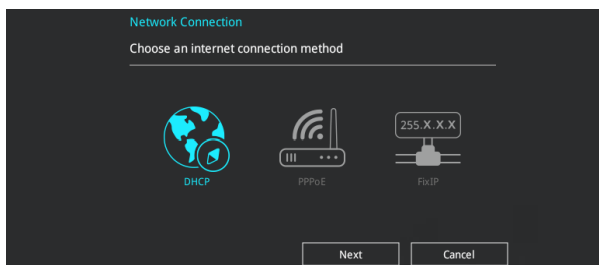 Network Connection
Choose an internet connection method
255.X.X.X
DHCP
PPPoE
FixIP
Next
Cancel